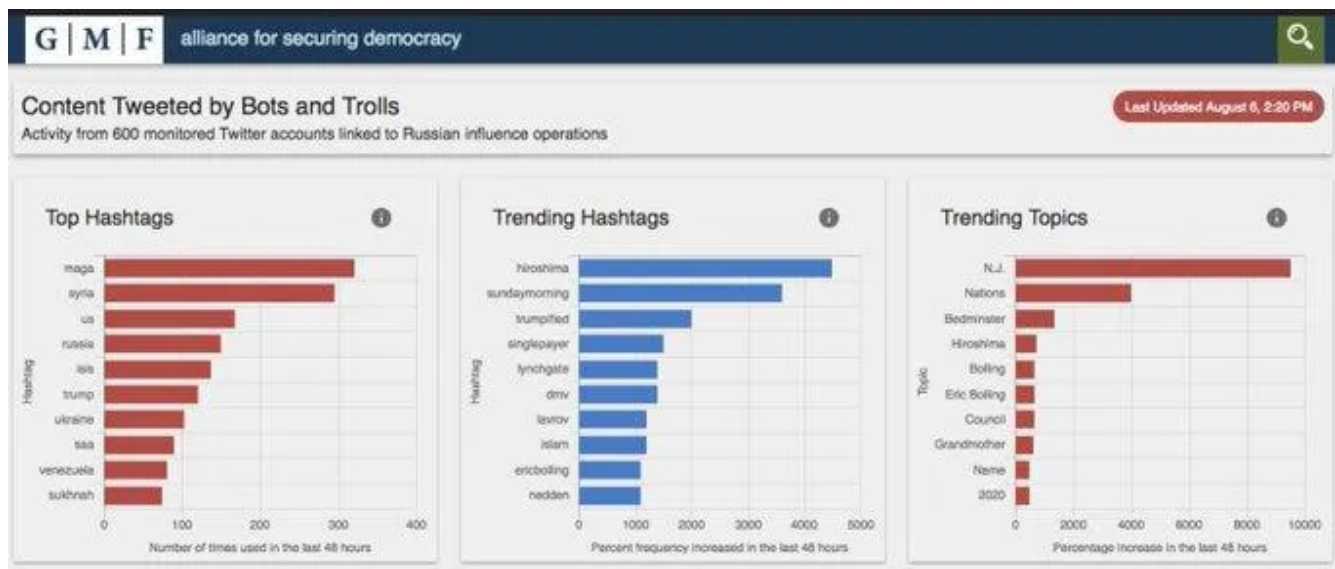 G | M | F alliance for securing democracy
Content Tweeted by Bots and Trolls
Last Updated August 6, 2:20 PM
Activity from 600 monitored Twitter accounts linked to Russian influence operations
Top Hashtags
maga
syria
us
russia
isis
trump
ukraine
saa
venezuela
sukhnah
Hashtag
0 100 200 300 400
Number of times used in the last 48 hours
Trending Hashtags
hiroshima
sundaymorning
trumpified
singlepayer
lynchgate
dmv
lavrov
islam
ericbolling
nedden
Hashtag
0 1000 2000 3000 4000 5000
Percent frequency increased in the last 48 hours
Trending Topics
N.J.
Nations
Bedminster
Hiroshima
Bolling
Eric Bolling
Council
Grandmother
Name
2020
Topic
0 2000 4000 6000 8000 10000
Percentage increase in the last 48 hours